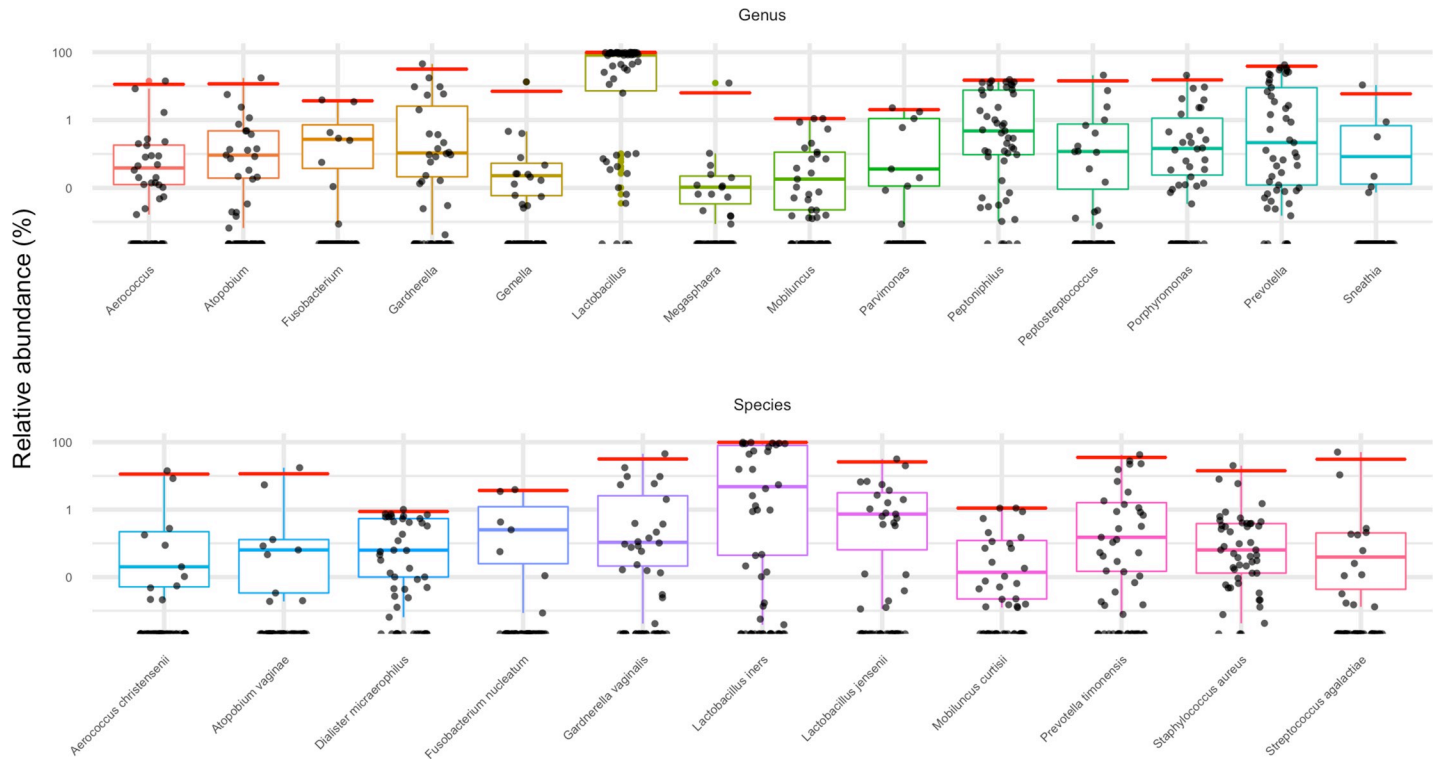 Genus
100
1
0
Aerococcus
Atopobium
Fusobacterium
Gardnerella
Gemella
Lactobacillus
Megasphaera
Mobiluncus
Parvimonas
Peptoniphilus
Peptostreptococcus
Porphyromonas
Prevotella
Sneathia
Relative abundance (%)
Species
100
1
0
Aerococcus christensenii
Atopobium vaginae
Dialister micraerophilus
Fusobacterium nucleatum
Gardnerella vaginalis
Lactobacillus iners
Lactobacillus jensenii
Mobiluncus curtisii
Prevotella timonensis
Staphylococcus aureus
Streptococcus agalactiae